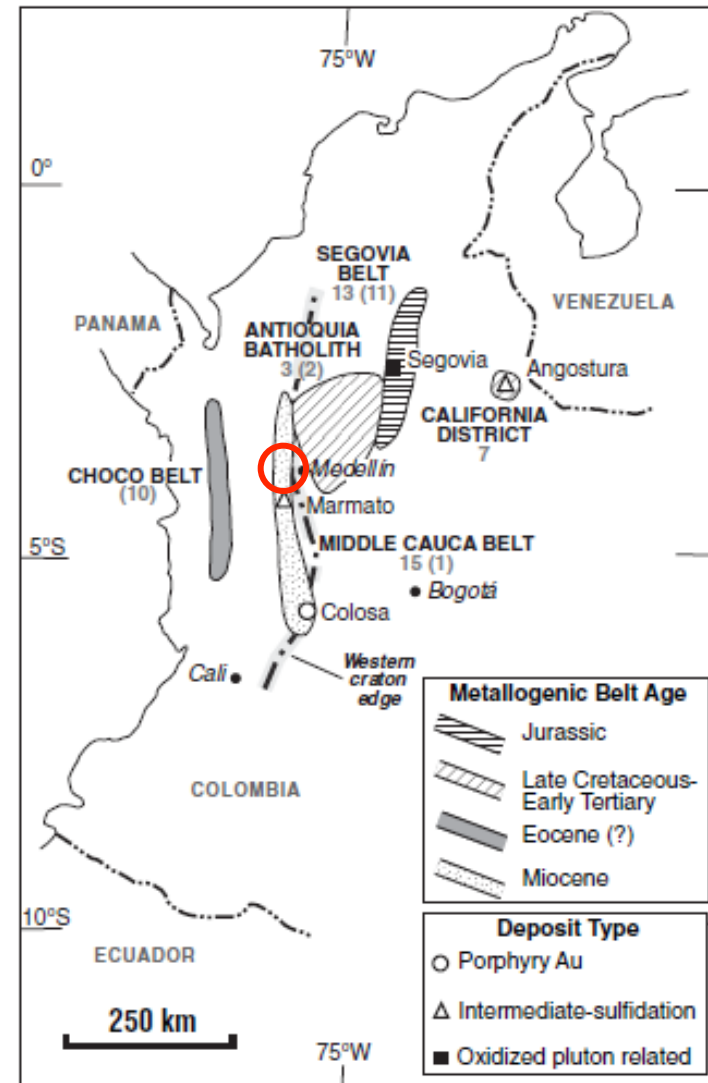 75°W
0°
SEGOVIA
BELT
13 (11)
VENEZUELA
PANAMA
ANTIOQUIA
BATHOLITH
3 (2)
Segovia
Angostura
CALIFORNIA
DISTRICT
7
CHOCO BELT
(10)
Medellín
Marmato
5°S
MIDDLE CAUCA BELT
15 (1)
Bogotá
Colosa
Cali
Western
craton
edge
COLOMBIA
Metallogenic Belt Age
Jurassic
Late Cretaceous-
Early Tertiary
Eocene (?)
Miocene
10°S
ECUADOR
Deposit Type
Porphyry Au
Intermediate-sulfidation
Oxidized pluton related
250 km
75°W